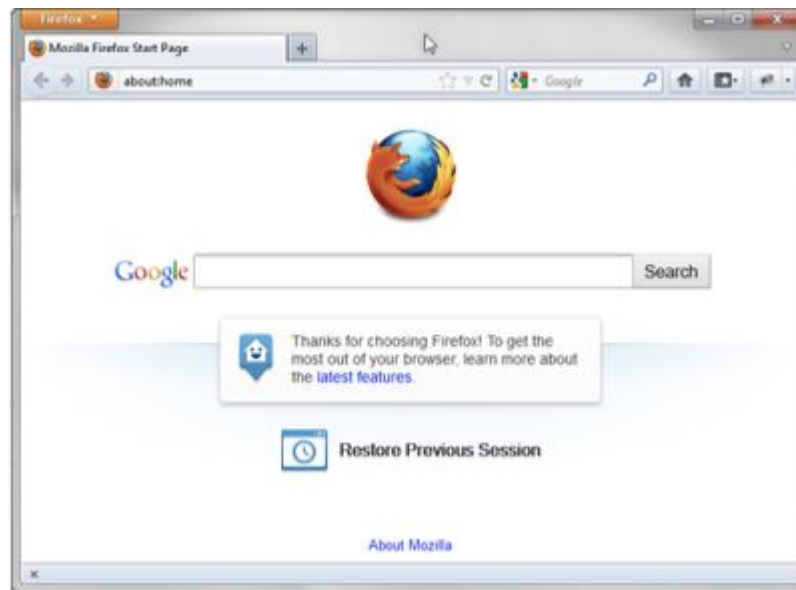 Firefox
Mozilla Firefox Start Page
about:home
Google
Google
Search
Thanks for choosing Firefox! To get the
most out of your browser, learn more about
the latest features.
Restore Previous Session
About Mozilla